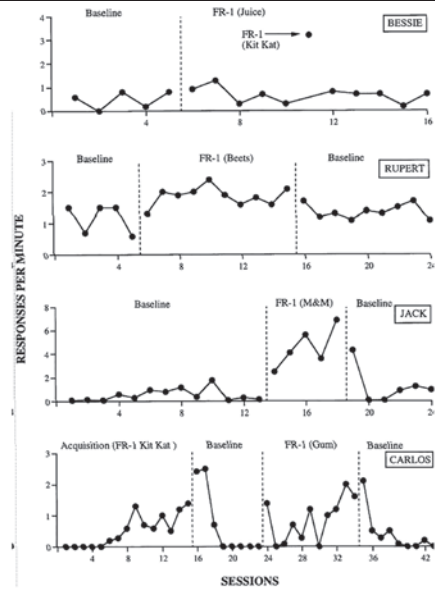 Baseline FR-1 (Juice)
BESSIE
FR-1
(Kit Kat)
4
3
2
1
0
4 8 12 16
Baseline FR-1 (Beets) Baseline
RUPERT
3
2
1
0
4 8 12 16 20 24
Baseline FR-1 (M&M) Baseline
JACK
8
6
4
2
0
4 8 12 16 20 24
Acquisition (FR-1 Kit Kat ) Baseline FR-1 (Gum) Baseline
CARLOS
3
2
1
0
4 8 12 16 20 24 28 32 36 42
RESPONSES PER MINUTE
SESSIONS